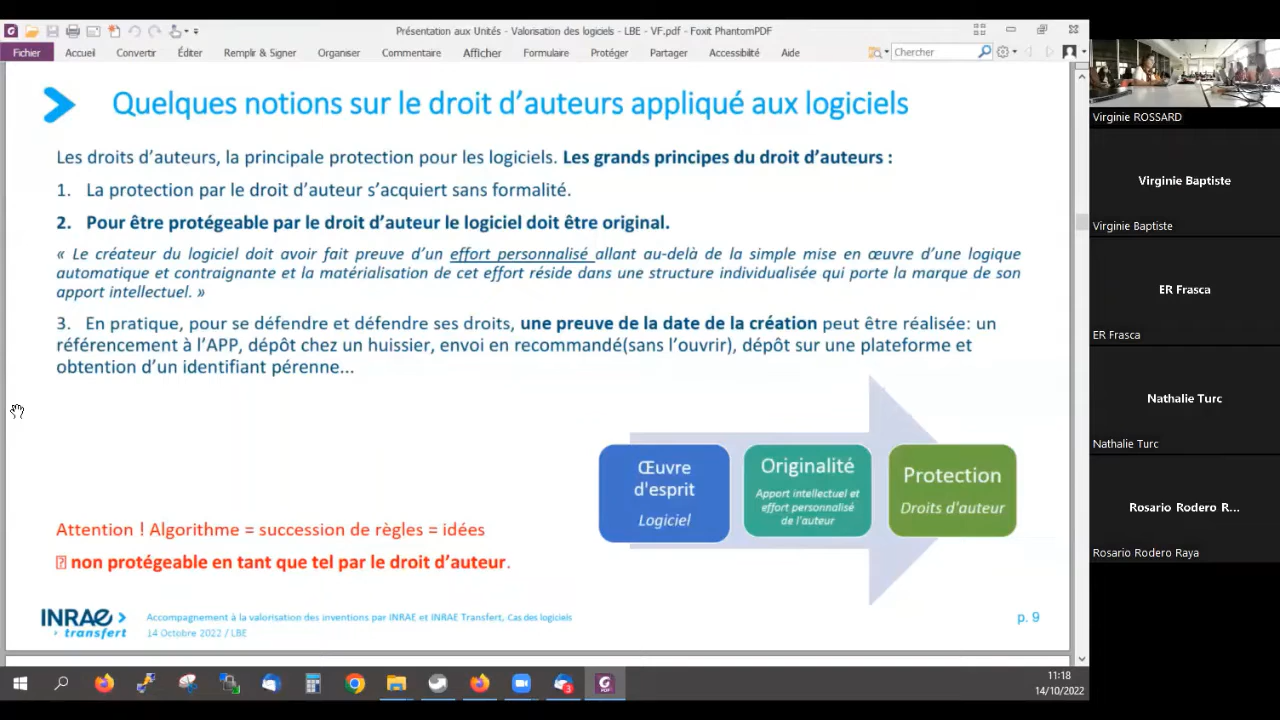 Présentation aux Unités - Valorisation des logiciels - LBE - VF.pdf - Foxit PhantomPDF
Fichier Accueil Convertir Éditer Remplir & Signer Organiser Commentaire Afficher Formulaire Protéger Partager Accessibilité Aide Chercher
Quelques notions sur le droit d’auteurs appliqué aux logiciels
Les droits d’auteurs, la principale protection pour les logiciels. Les grands principes du droit d’auteurs :
1. La protection par le droit d’auteur s’acquiert sans formalité.
2. Pour être protégeable par le droit d’auteur le logiciel doit être original.
« Le créateur du logiciel doit avoir fait preuve d’un effort personnalisé allant au-delà de la simple mise en œuvre d’une logique
automatique et contraignante et la matérialisation de cet effort réside dans une structure individualisée qui porte la marque de son
apport intellectuel. »
3. En pratique, pour se défendre et défendre ses droits, une preuve de la date de la création peut être réalisée: un
référencement à l’APP, dépôt chez un huissier, envoi en recommandé(sans l’ouvrir), dépôt sur une plateforme et
obtention d’un identifiant pérenne...
Œuvre
d'esprit
Logiciel
Originalité
Apport intellectuel et
effort personnalisé
de l'auteur
Protection
Droits d'auteur
Attention ! Algorithme = succession de règles = idées
non protégeable en tant que tel par le droit d’auteur.
INRAE
transfert
Accompagnement à la valorisation des inventions par INRAE et INRAE Transfert, Cas des logiciels
14 Octobre 2022 / LBE
p. 9
Virginie ROSSARD
Virginie Baptiste
Virginie Baptiste
ER Frasca
ER Frasca
Nathalie Turc
Nathalie Turc
Rosario Rodero R...
Rosario Rodero Raya
3
PDF
11:18
14/10/2022